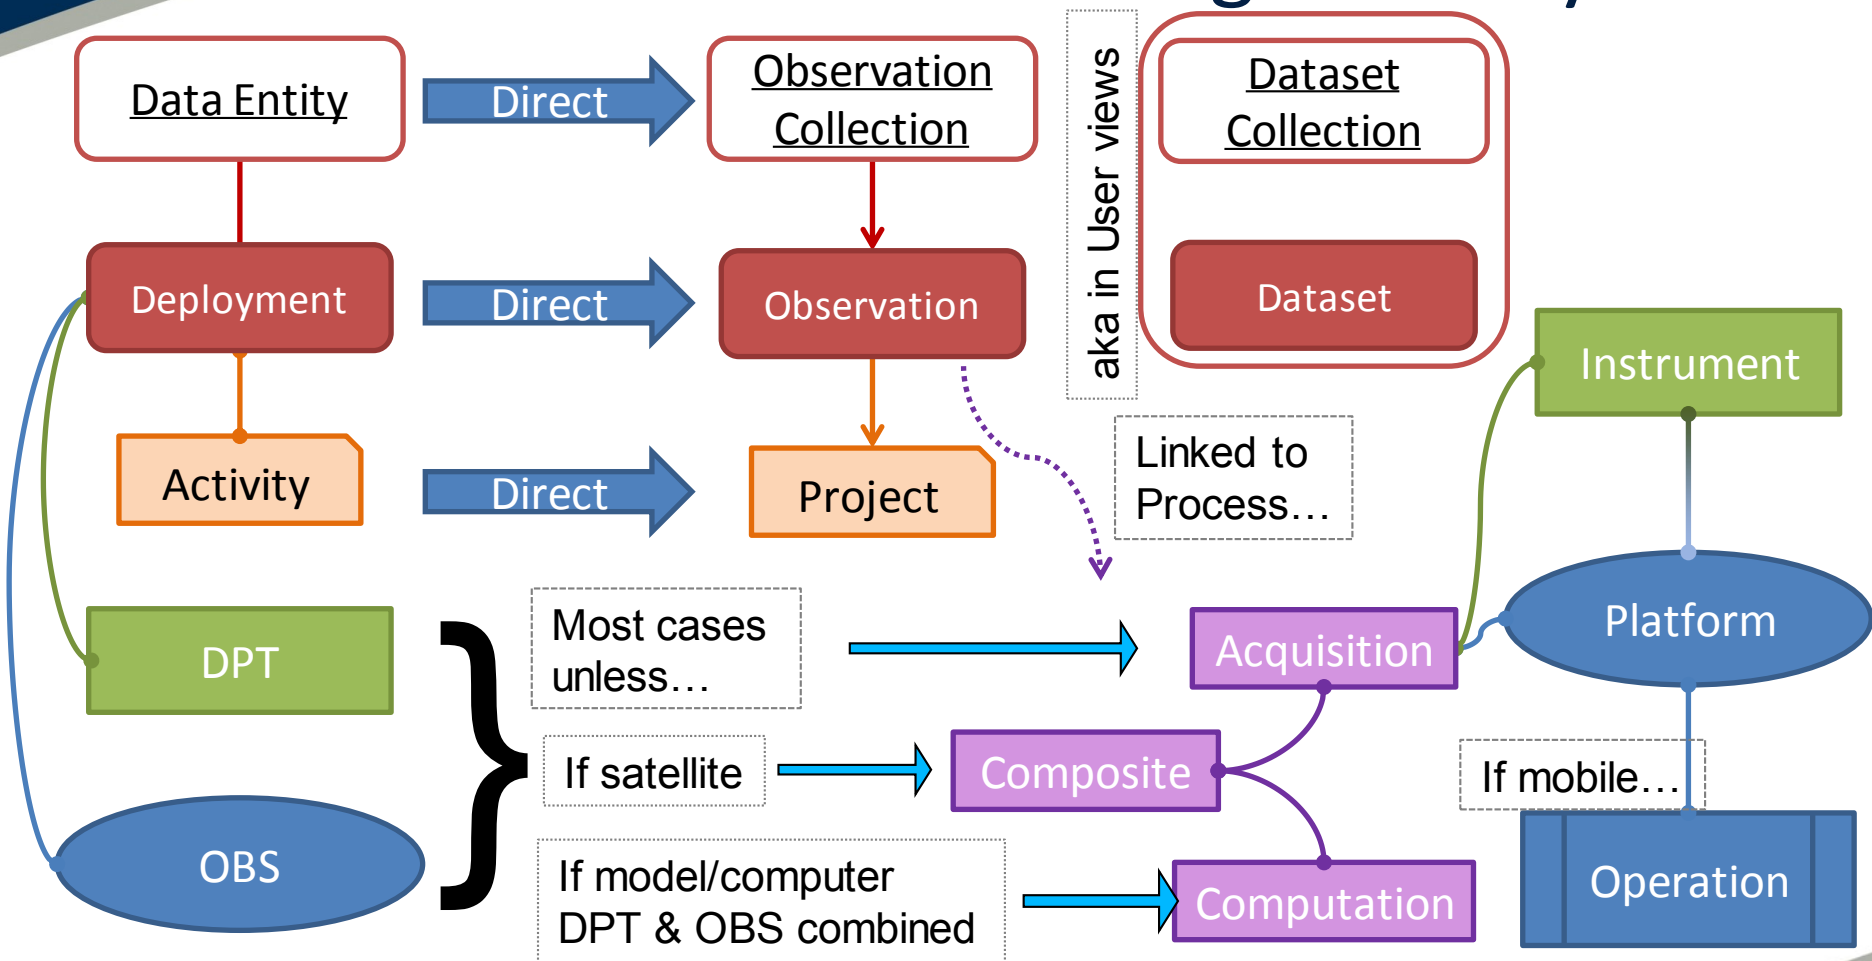 Data Entity
Direct
Observation
Collection
aka in User views
Dataset
Collection
Deployment
Direct
Observation
Dataset
Instrument
Activity
Direct
Project
Linked to
Process…
DPT
Most cases
unless…
Acquisition
Platform
If satellite
Composite
If mobile…
OBS
If model/computer
DPT & OBS combined
Computation
Operation